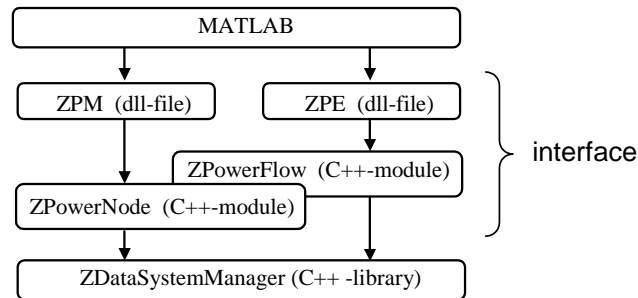 MATLAB
ZPM (dll-file)
ZPE (dll-file)
interface
ZPowerFlow (C++-module)
ZPowerNode (C++-module)
ZDataSystemManager (C++ -library)